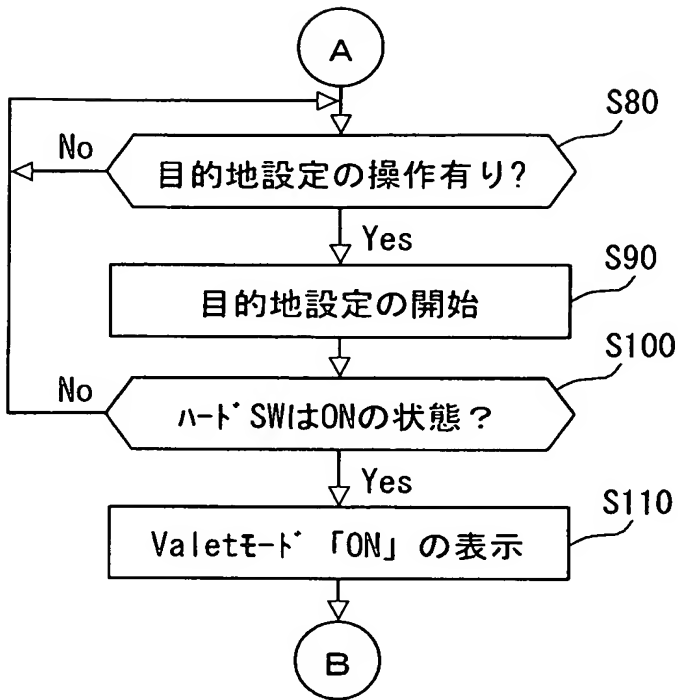 A
S80
No
目的地設定の操作有り?
Yes
S90
目的地設定の開始
S100
No
ﾊｰﾄﾞSWはONの状態？
Yes
S110
Valetﾓｰﾄﾞ「ON」の表示
B